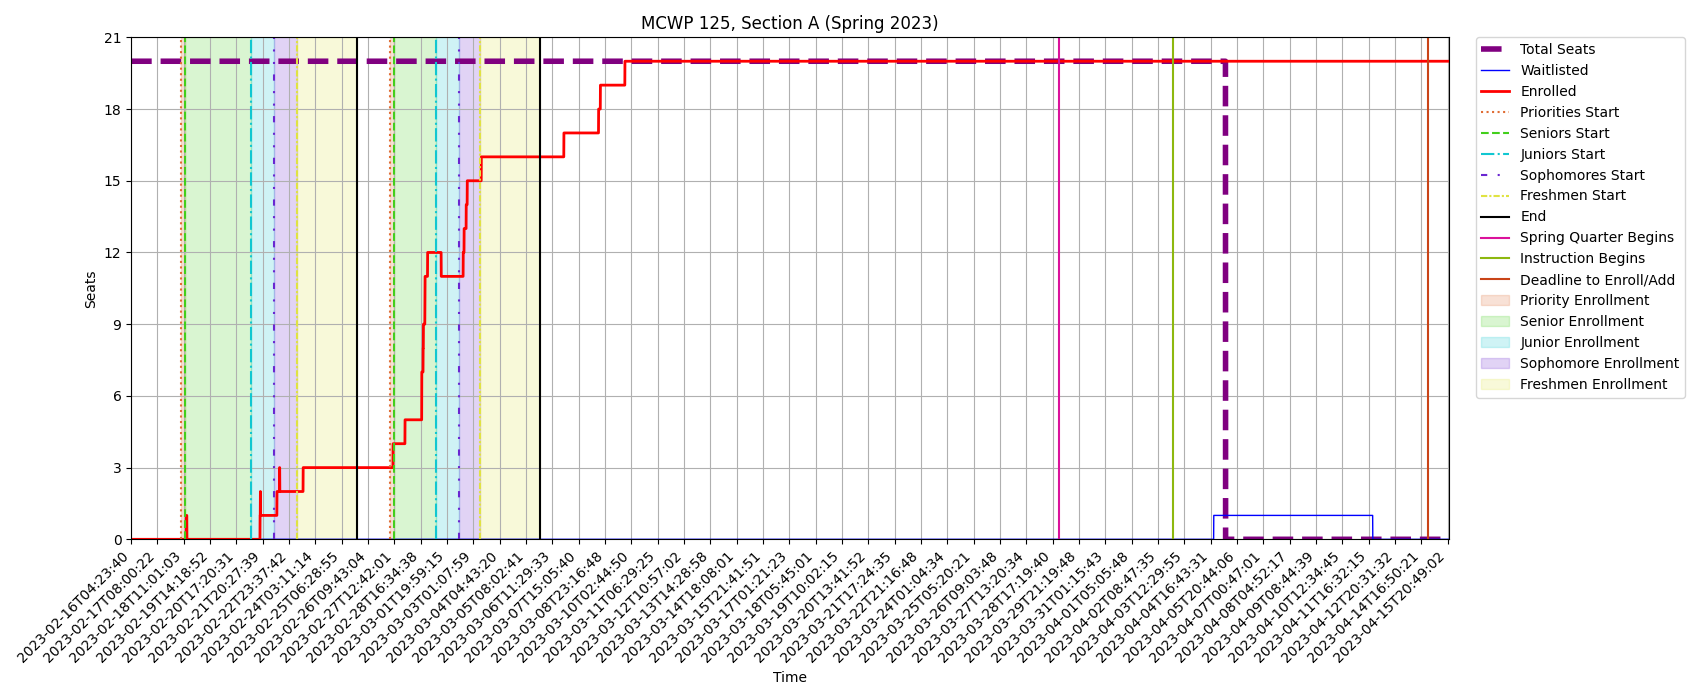 MCWP 125, Section A (Spring 2023)
21
18
15
12
9
6
3
0
Seats
2023-02-16T04:23:40
2023-02-17T08:00:22
2023-02-18T11:01:03
2023-02-19T14:18:52
2023-02-20T17:20:31
2023-02-21T20:27:39
2023-02-22T23:37:42
2023-02-24T03:11:14
2023-02-25T06:28:55
2023-02-26T09:43:04
2023-02-27T12:42:01
2023-02-28T16:34:38
2023-03-01T19:59:15
2023-03-03T01:07:59
2023-03-04T04:43:20
2023-03-05T08:02:41
2023-03-06T11:29:33
2023-03-07T15:05:40
2023-03-08T23:16:48
2023-03-10T02:44:50
2023-03-11T06:29:25
2023-03-12T10:57:02
2023-03-13T14:28:58
2023-03-14T18:08:01
2023-03-15T21:41:51
2023-03-17T01:21:23
2023-03-18T05:45:01
2023-03-19T10:02:15
2023-03-20T13:41:52
2023-03-21T17:24:35
2023-03-22T21:16:48
2023-03-24T01:04:34
2023-03-25T05:20:21
2023-03-26T09:03:48
2023-03-27T13:20:34
2023-03-28T17:19:40
2023-03-29T21:19:48
2023-03-31T01:15:43
2023-04-01T05:05:48
2023-04-02T08:47:35
2023-04-03T12:29:55
2023-04-04T16:43:31
2023-04-05T20:44:06
2023-04-07T00:47:01
2023-04-08T04:52:17
2023-04-09T08:44:39
2023-04-10T12:34:45
2023-04-11T16:32:15
2023-04-12T20:31:32
2023-04-14T16:50:21
2023-04-15T20:49:02
Time
Total Seats
Waitlisted
Enrolled
Priorities Start
Seniors Start
Juniors Start
Sophomores Start
Freshmen Start
End
Spring Quarter Begins
Instruction Begins
Deadline to Enroll/Add
Priority Enrollment
Senior Enrollment
Junior Enrollment
Sophomore Enrollment
Freshmen Enrollment